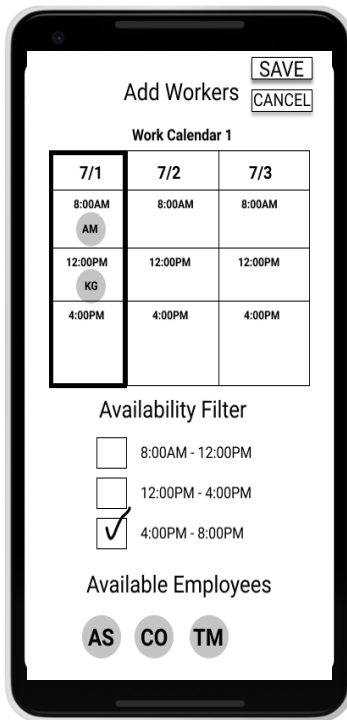 SAVE
Add Workers
CANCEL
Work Calendar 1
7/1 7/2 7/3
8:00AM 8:00AM 8:00AM
AM
12:00PM 12:00PM 12:00PM
KG
4:00PM 4:00PM 4:00PM
Availability Filter
8:00AM - 12:00PM
12:00PM - 4:00PM
4:00PM - 8:00PM
Available Employees
AS CO TM